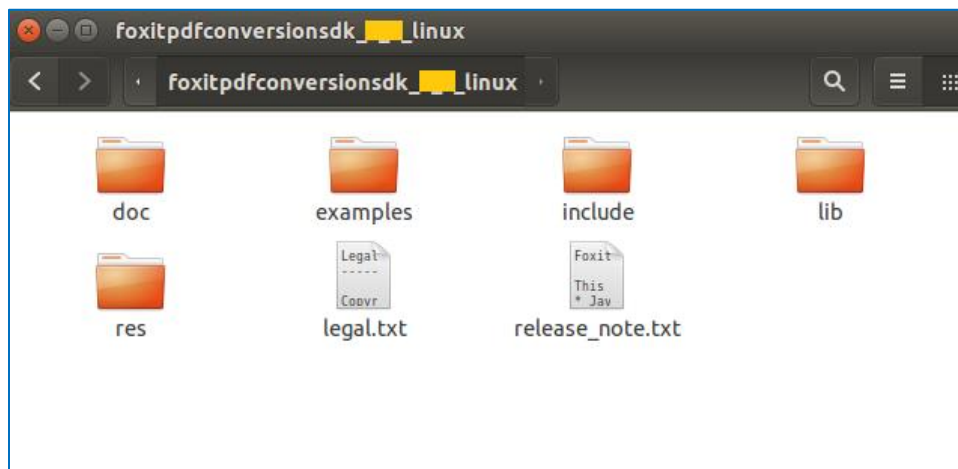 foxitpdfconversionsdk_ _linux
foxitpdfconversionsdk_ _linux
doc examples include lib
Legal
-----
Copyr
Foxit
This
* Jav
res legal.txt release_note.txt